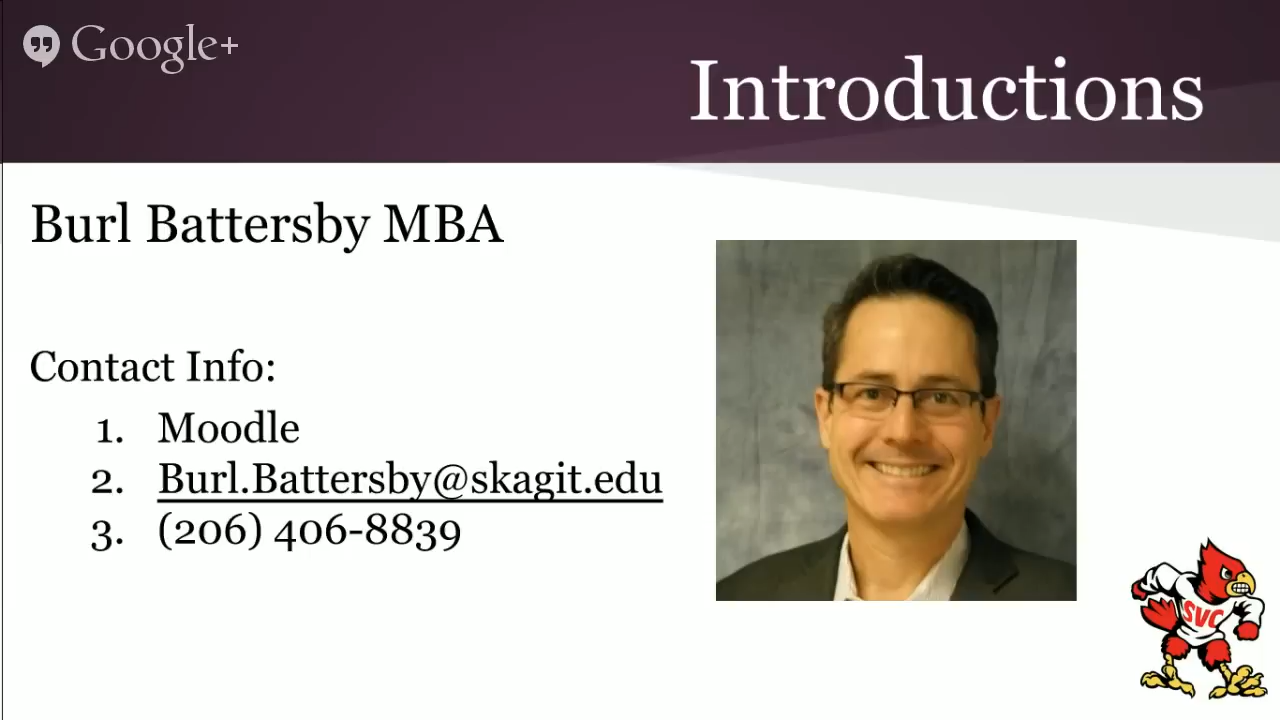 Google+
Introductions
Burl Battersby MBA
Contact Info:
1. Moodle
2. Burl.Battersby@skagit.edu
3. (206) 406-8839
SVC